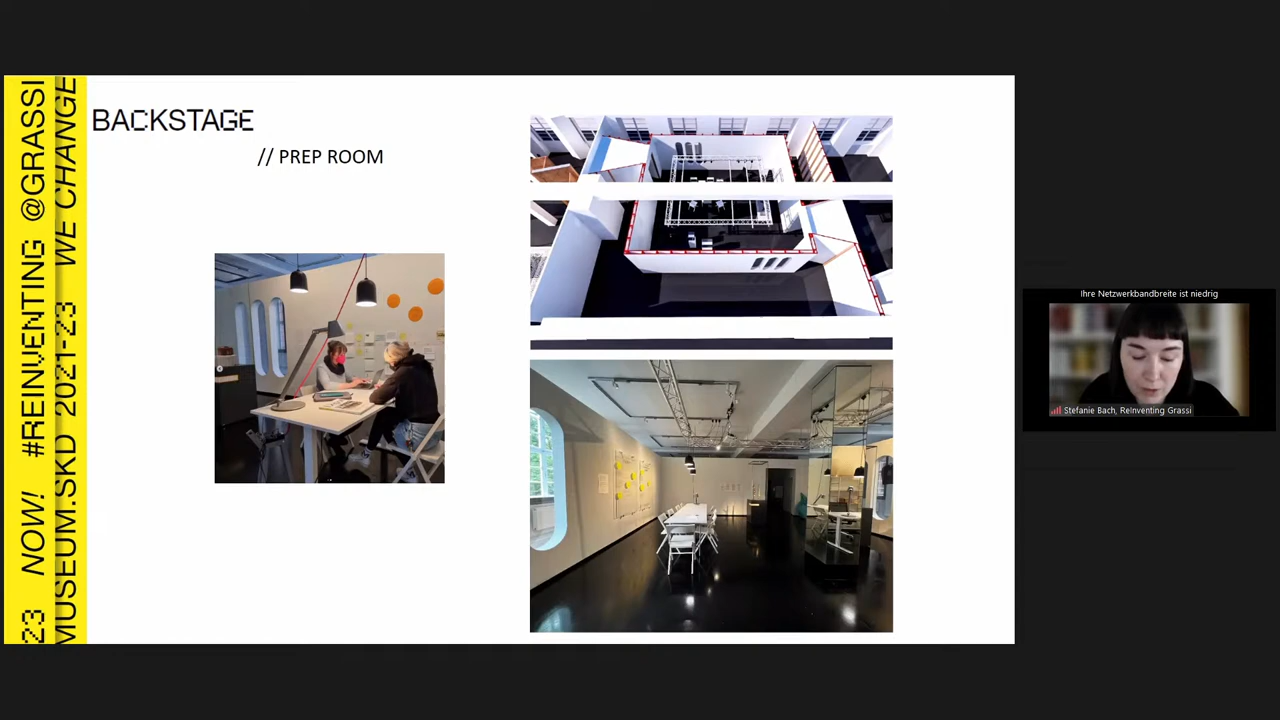 BACKSTAGE
// PREP ROOM
23 NOW! #REINVENTING @GRASSI
MUSEUM.SKD 2021-23 WE CHANGE
Ihre Netzwerkbandbreite ist niedrig
Stefanie Bach, ReInventing Grassi